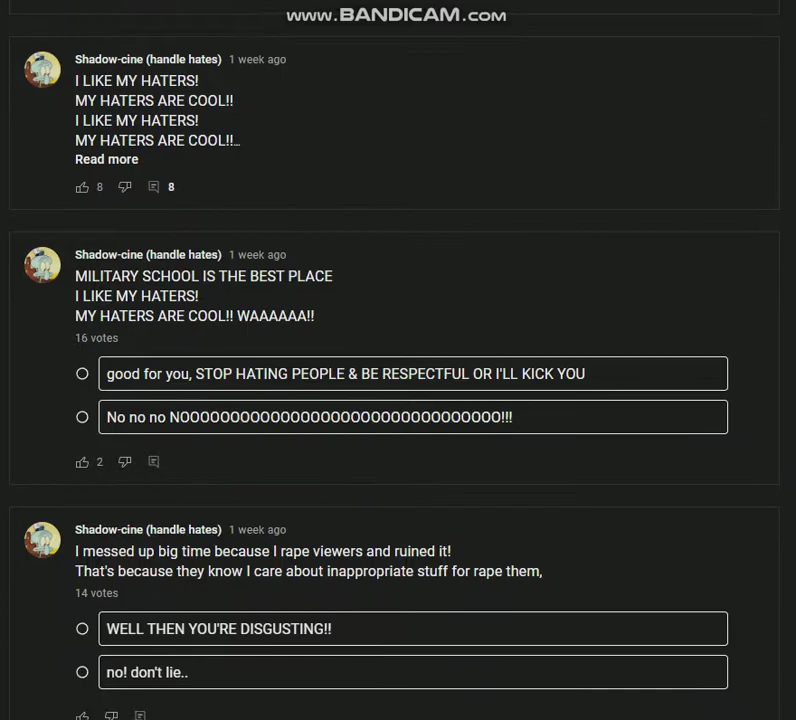 www.BANDICAM.com
Shadow-cine (handle hates) 1 week ago
I LIKE MY HATERS!
MY HATERS ARE COOL!!
I LIKE MY HATERS!
MY HATERS ARE COOL!!…
Read more
8 8
Shadow-cine (handle hates) 1 week ago
MILITARY SCHOOL IS THE BEST PLACE
I LIKE MY HATERS!
MY HATERS ARE COOL!! WAAAAAA!!
16 votes
good for you, STOP HATING PEOPLE & BE RESPECTFUL OR I'LL KICK YOU
No no no NOOOOOOOOOOOOOOOOOOOOOOOOOOOOOOOO!!!
2
Shadow-cine (handle hates) 1 week ago
I messed up big time because I rape viewers and ruined it!
That's because they know I care about inappropriate stuff for rape them,
14 votes
WELL THEN YOU'RE DISGUSTING!!
no! don't lie..